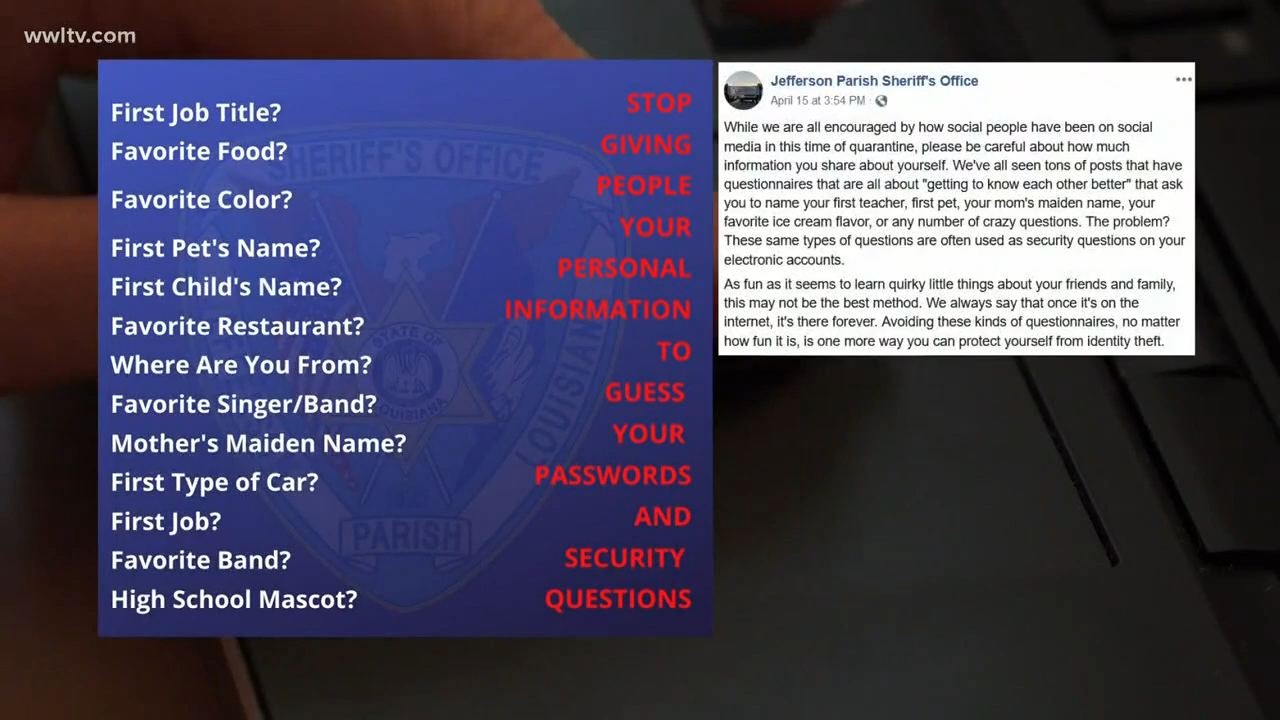 wwltv.com
First Job Title?
Favorite Food?
Favorite Color?
First Pet's Name?
First Child's Name?
Favorite Restaurant?
Where Are You From?
Favorite Singer/Band?
Mother's Maiden Name?
First Type of Car?
First Job?
Favorite Band?
High School Mascot?
STOP
GIVING
PEOPLE
YOUR
PERSONAL
INFORMATION
TO
GUESS
YOUR
PASSWORDS
AND
SECURITY
QUESTIONS
SHERIFF'S OFFICE
LOUISIANA
STATE OF
LOUISIANA
PARISH
Jefferson Parish Sheriff's Office
April 15 at 3:54 PM ·
While we are all encouraged by how social people have been on social
media in this time of quarantine, please be careful about how much
information you share about yourself. We've all seen tons of posts that have
questionnaires that are all about "getting to know each other better" that ask
you to name your first teacher, first pet, your mom's maiden name, your
favorite ice cream flavor, or any number of crazy questions. The problem?
These same types of questions are often used as security questions on your
electronic accounts.
As fun as it seems to learn quirky little things about your friends and family,
this may not be the best method. We always say that once it's on the
internet, it's there forever. Avoiding these kinds of questionnaires, no matter
how fun it is, is one more way you can protect yourself from identity theft.